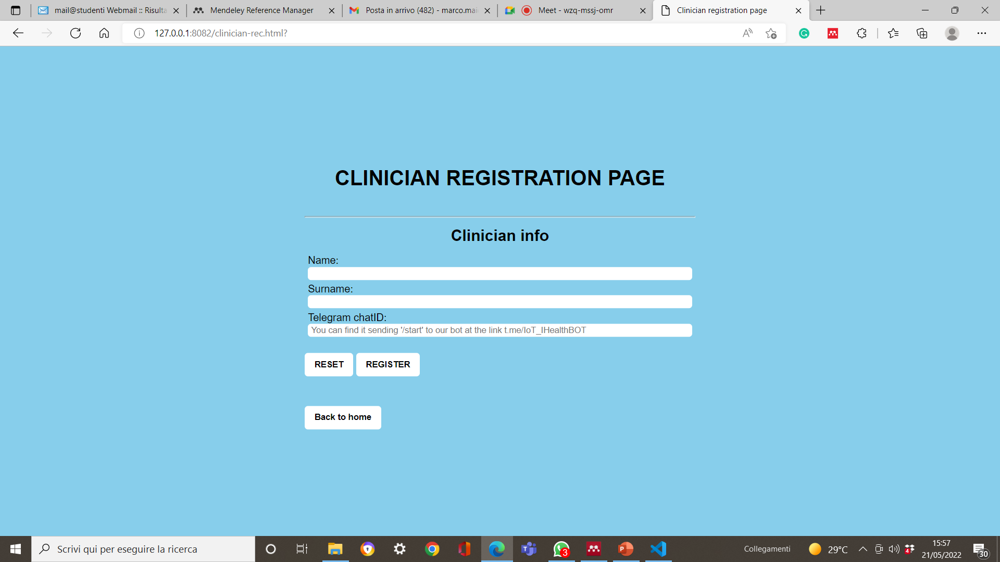 mail@studenti Webmail :: Risulta
Mendeley Reference Manager
Posta in arrivo (482) - marco.mai
Meet - wzq-mssj-omr
Clinician registration page
127.0.0.1:8082/clinician-rec.html?
CLINICIAN REGISTRATION PAGE
Clinician info
Name:
Surname:
Telegram chatID:
You can find it sending '/start' to our bot at the link t.me/IoT_IHealthBOT
RESET
REGISTER
Back to home
Scrivi qui per eseguire la ricerca
3
Collegamenti
29°C
4
15:57
21/05/2022
30